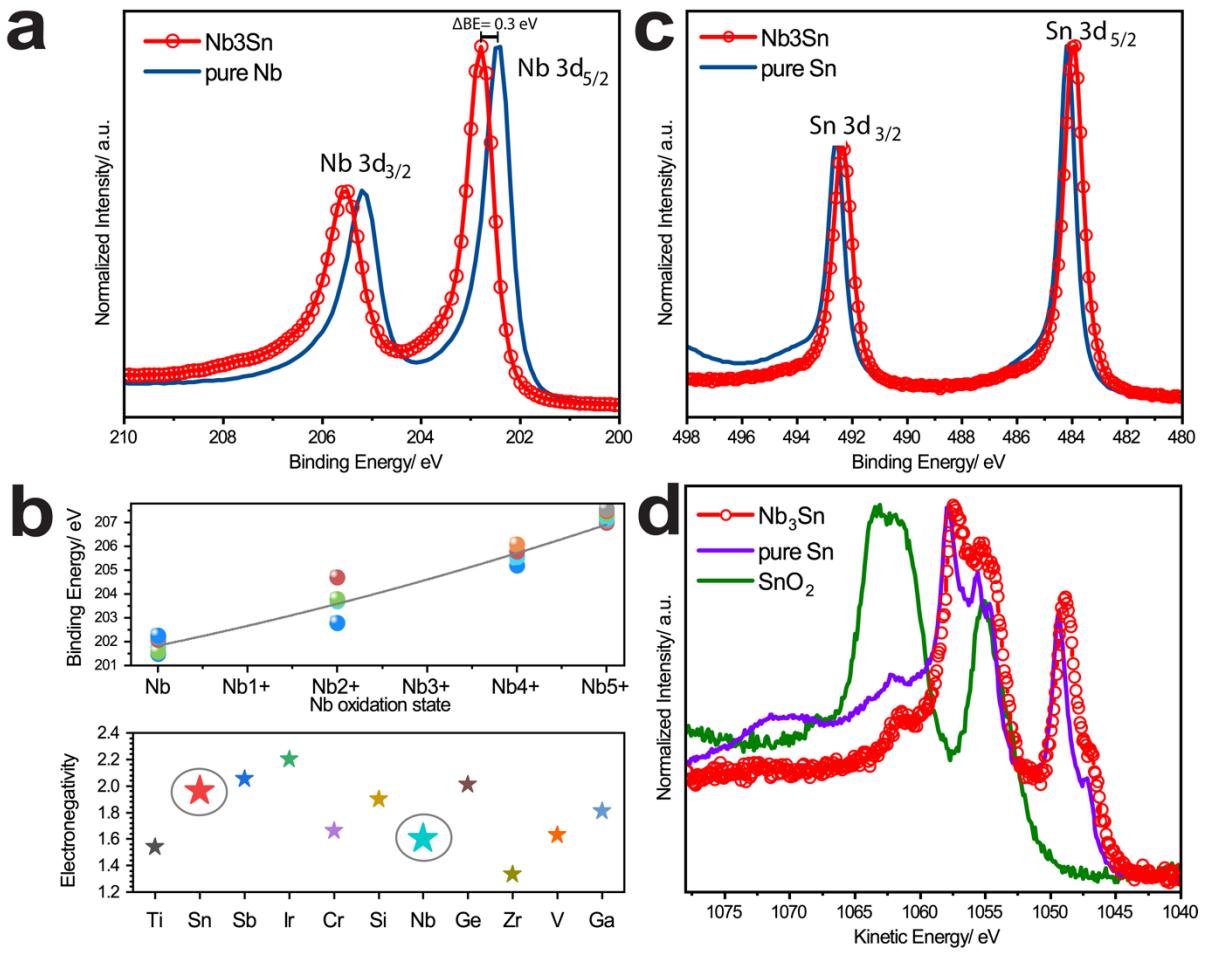 a
ΔBE= 0.3 eV
Nb3Sn
pure Nb
Nb 3d5/2
Nb 3d3/2
Normalized Intensity/ a.u.
210 208 206 204 202 200
Binding Energy/ eV
c
Nb3Sn
pure Sn
Sn 3d5/2
Sn 3d 3/2
Normalized Intensity/ a.u.
498 496 494 492 490 488 486 484 482 480
Binding Energy/ eV
b
Binding Energy/ eV
207
206
205
204
203
202
201
Nb Nb1+ Nb2+ Nb3+ Nb4+ Nb5+
Nb oxidation state
Electronegativity
2.4
2.2
2.0
1.8
1.6
1.4
1.2
Ti Sn Sb Ir Cr Si Nb Ge Zr V Ga
d
Nb3Sn
pure Sn
SnO2
Normalized Intensity/ a.u.
1075 1070 1065 1060 1055 1050 1045 1040
Kinetic Energy/ eV